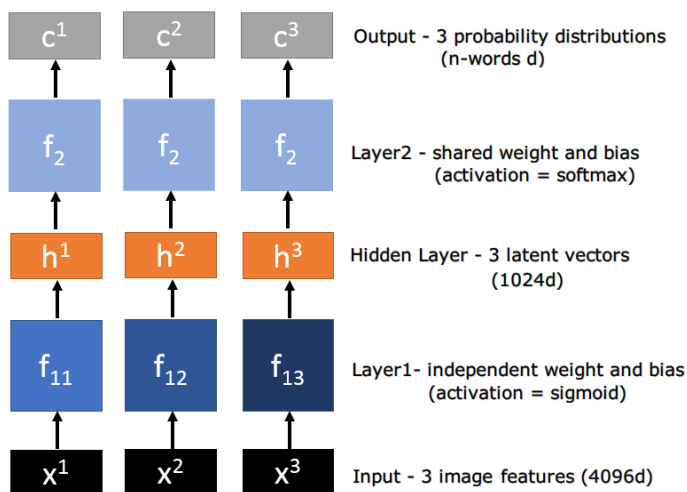 c¹ c² c³ Output - 3 probability distributions
(n-words d)
f₂ f₂ f₂ Layer2 - shared weight and bias
(activation = softmax)
h¹ h² h³ Hidden Layer - 3 latent vectors
(1024d)
f₁₁ f₁₂ f₁₃ Layer1- independent weight and bias
(activation = sigmoid)
x¹ x² x³ Input - 3 image features (4096d)